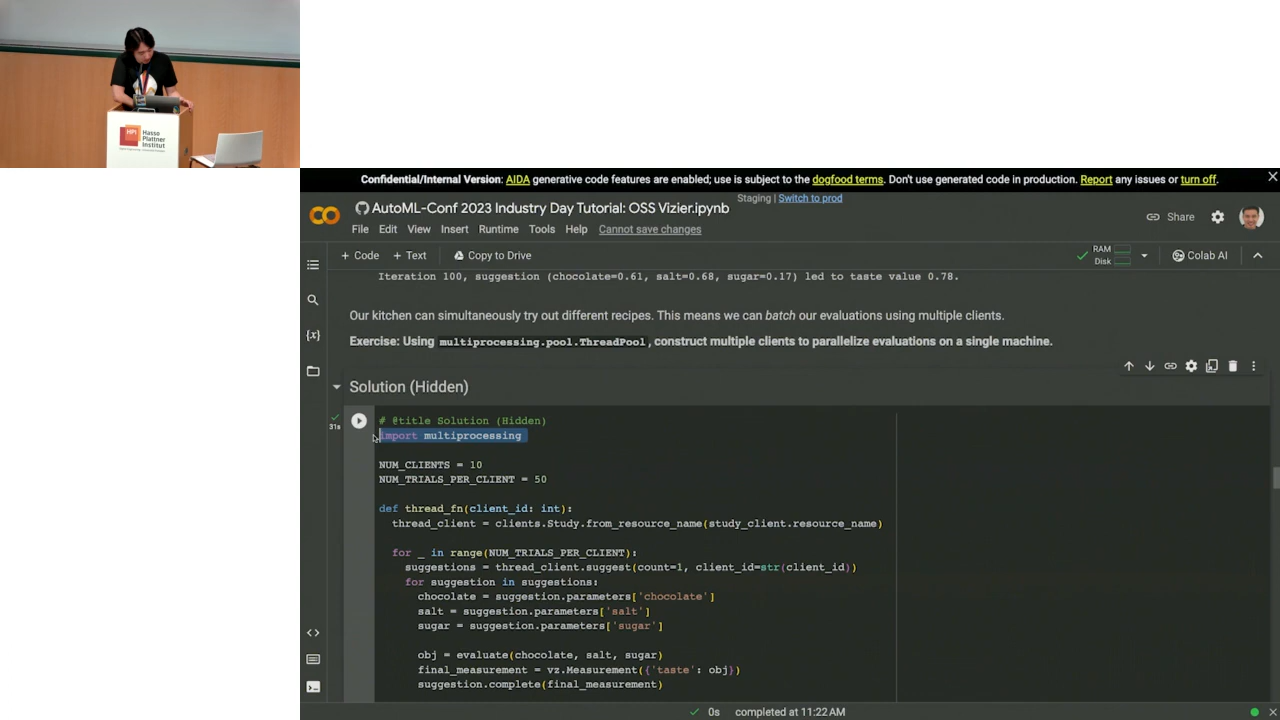 HPI Hasso
Plattner
Institut
Confidential/Internal Version: AIDA generative code features are enabled; use is subject to the dogfood terms. Don't use generated code in production. Report any issues or turn off.
Staging | Switch to prod
AutoML-Conf 2023 Industry Day Tutorial: OSS Vizier.ipynb
Share
File Edit View Insert Runtime Tools Help Cannot save changes
+ Code + Text Copy to Drive
RAM
Disk
Colab AI
Iteration 100, suggestion (chocolate=0.61, salt=0.68, sugar=0.17) led to taste value 0.78.
Our kitchen can simultaneously try out different recipes. This means we can batch our evaluations using multiple clients.
Exercise: Using multiprocessing.pool.ThreadPool, construct multiple clients to parallelize evaluations on a single machine.
Solution (Hidden)
31s
# @title Solution (Hidden)
import multiprocessing
NUM_CLIENTS = 10
NUM_TRIALS_PER_CLIENT = 50
def thread_fn(client_id: int):
thread_client = clients.Study.from_resource_name(study_client.resource_name)
for _ in range(NUM_TRIALS_PER_CLIENT):
suggestions = thread_client.suggest(count=1, client_id=str(client_id))
for suggestion in suggestions:
chocolate = suggestion.parameters['chocolate']
salt = suggestion.parameters['salt']
sugar = suggestion.parameters['sugar']
obj = evaluate(chocolate, salt, sugar)
final_measurement = vz.Measurement({'taste': obj})
suggestion.complete(final_measurement)
0s completed at 11:22 AM